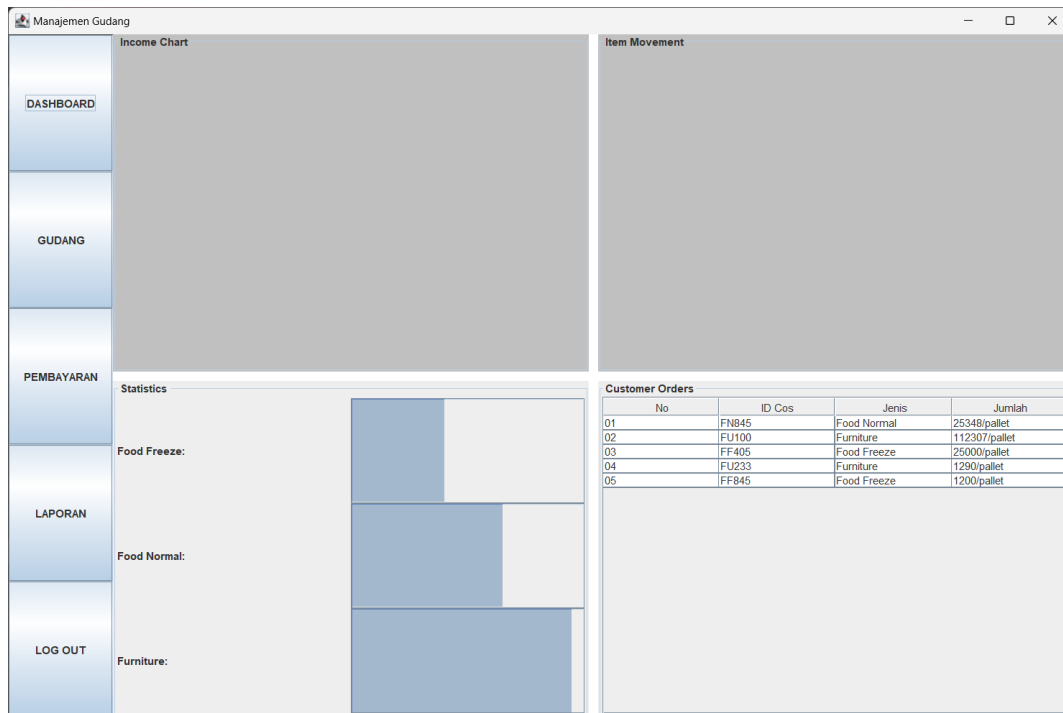 Manajemen Gudang
DASHBOARD
GUDANG
PEMBAYARAN
LAPORAN
LOG OUT
Income Chart
Item Movement
Statistics
Food Freeze:
Food Normal:
Furniture:
Customer Orders
No ID Cos Jenis Jumlah
01 FN845 Food Normal 25348/pallet
02 FU100 Furniture 112307/pallet
03 FF405 Food Freeze 25000/pallet
04 FU233 Furniture 1290/pallet
05 FF845 Food Freeze 1200/pallet